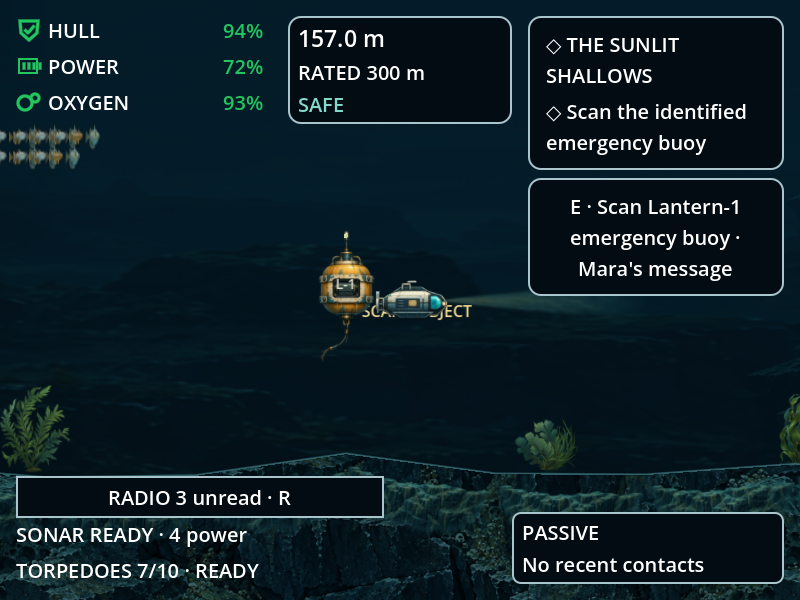 HULL 94%
POWER 72%
OXYGEN 93%
157.0 m
RATED 300 m
SAFE
◇ THE SUNLIT
SHALLOWS
◇ Scan the identified
emergency buoy
E · Scan Lantern-1
emergency buoy ·
Mara's message
L-1
RADIO 3 unread · R
SONAR READY · 4 power
TORPEDOES 7/10 · READY
PASSIVE
No recent contacts